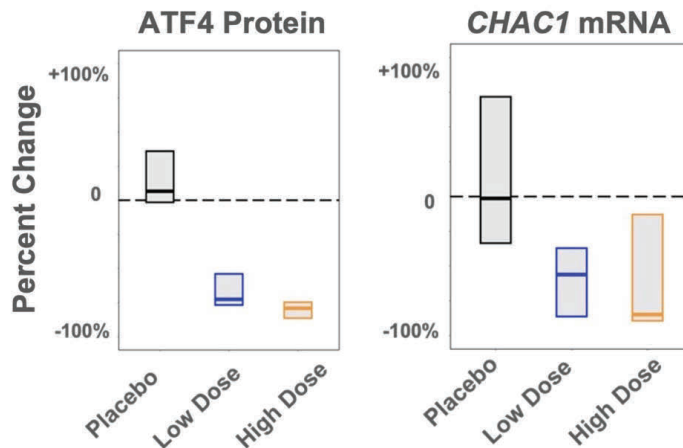 ATF4 Protein
CHAC1 mRNA
Percent Change
+100%
0
-100%
+100%
0
-100%
Placebo
Low Dose
High Dose
Placebo
Low Dose
High Dose